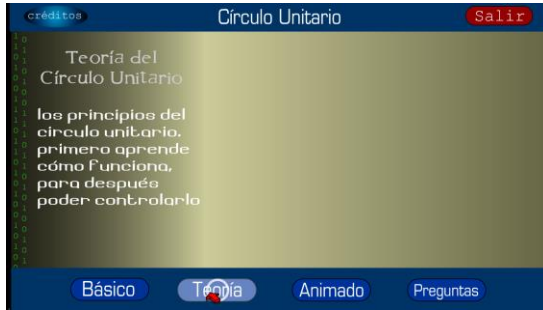 créditos
Círculo Unitario
Salir
Teoría del
Círculo Unitario
los principios del
circulo unitario.
primero aprende
cómo funciona,
para después
poder controlarlo
Básico
Teoría
Animado
Preguntas